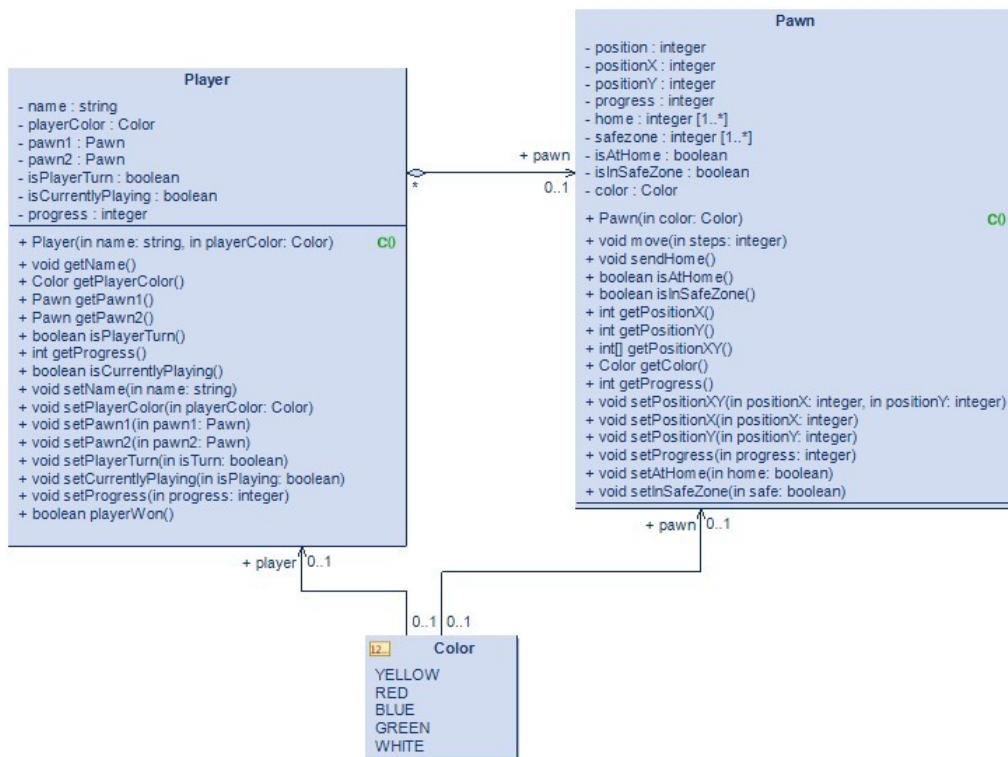 Player
- name : string
- playerColor : Color
- pawn1 : Pawn
- pawn2 : Pawn
- isPlayerTurn : boolean
- isCurrentlyPlaying : boolean
- progress : integer
+ Player(in name: string, in playerColor: Color) C()
+ void getName()
+ Color getPlayerColor()
+ Pawn getPawn1()
+ Pawn getPawn2()
+ boolean isPlayerTurn()
+ int getProgress()
+ boolean isCurrentlyPlaying()
+ void setName(in name: string)
+ void setPlayerColor(in playerColor: Color)
+ void setPawn1(in pawn1: Pawn)
+ void setPawn2(in pawn2: Pawn)
+ void setPlayerTurn(in isTurn: boolean)
+ void setCurrentlyPlaying(in isPlaying: boolean)
+ void setProgress(in progress: integer)
+ boolean playerWon()
+ pawn
* 0..1
Pawn
- position : integer
- positionX : integer
- positionY : integer
- progress : integer
- home : integer [1..*]
- safezone : integer [1..*]
- isAtHome : boolean
- isInSafeZone : boolean
- color : Color
+ Pawn(in color: Color) C()
+ void move(in steps: integer)
+ void sendHome()
+ boolean isAtHome()
+ boolean isInSafeZone()
+ int getPositionX()
+ int getPositionY()
+ int[] getPositionXY()
+ Color getColor()
+ int getProgress()
+ void setPositionXY(in positionX: integer, in positionY: integer)
+ void setPositionX(in positionX: integer)
+ void setPositionY(in positionY: integer)
+ void setProgress(in progress: integer)
+ void setAtHome(in home: boolean)
+ void setInSafeZone(in safe: boolean)
+ player 0..1
+ pawn 0..1
0..1 0..1
12... Color
YELLOW
RED
BLUE
GREEN
WHITE